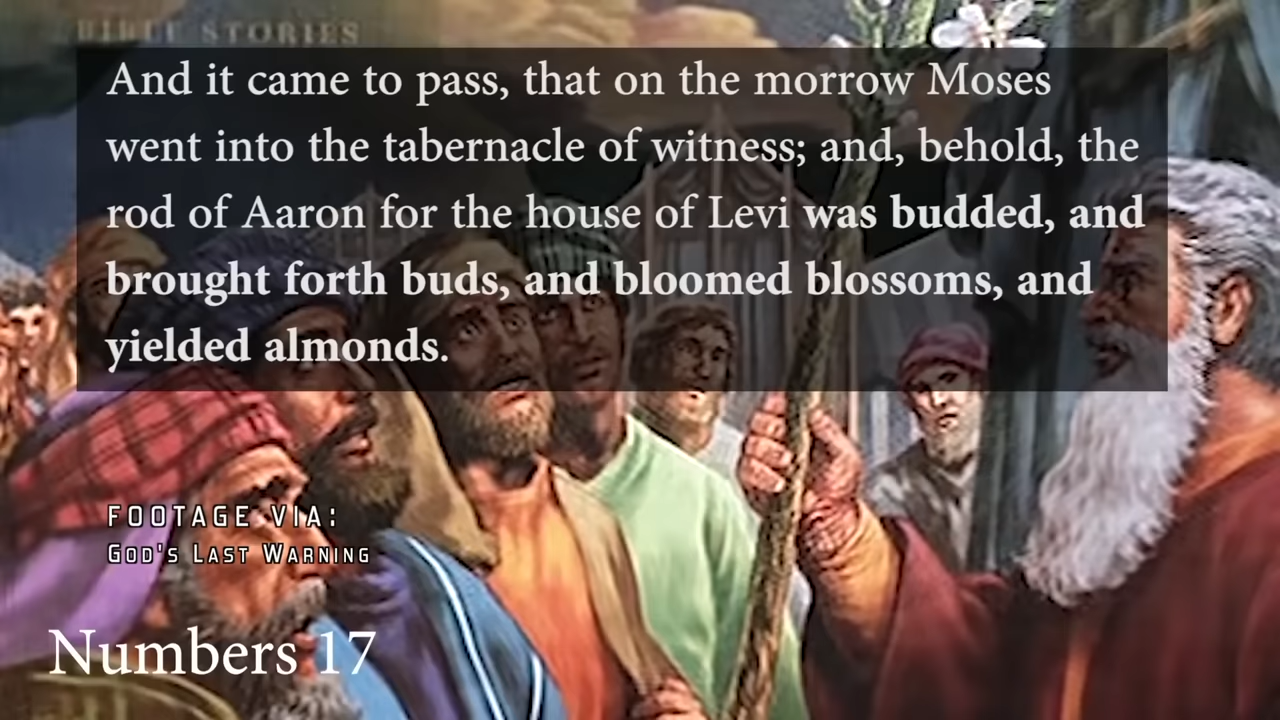 BIBLE STORIES
And it came to pass, that on the morrow Moses
went into the tabernacle of witness; and, behold, the
rod of Aaron for the house of Levi was budded, and
brought forth buds, and bloomed blossoms, and
yielded almonds.
FOOTAGE VIA:
GOD'S LAST WARNING
Numbers 17